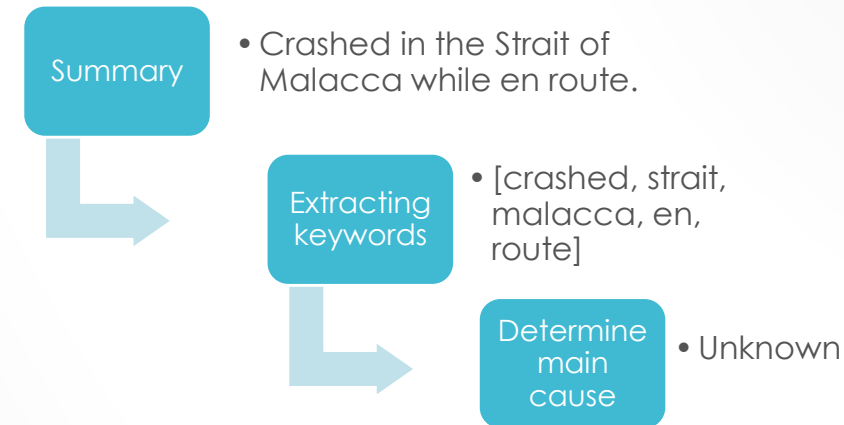 Summary
• Crashed in the Strait of
Malacca while en route.
Extracting
keywords
• [crashed, strait,
malacca, en,
route]
Determine
main
cause
• Unknown